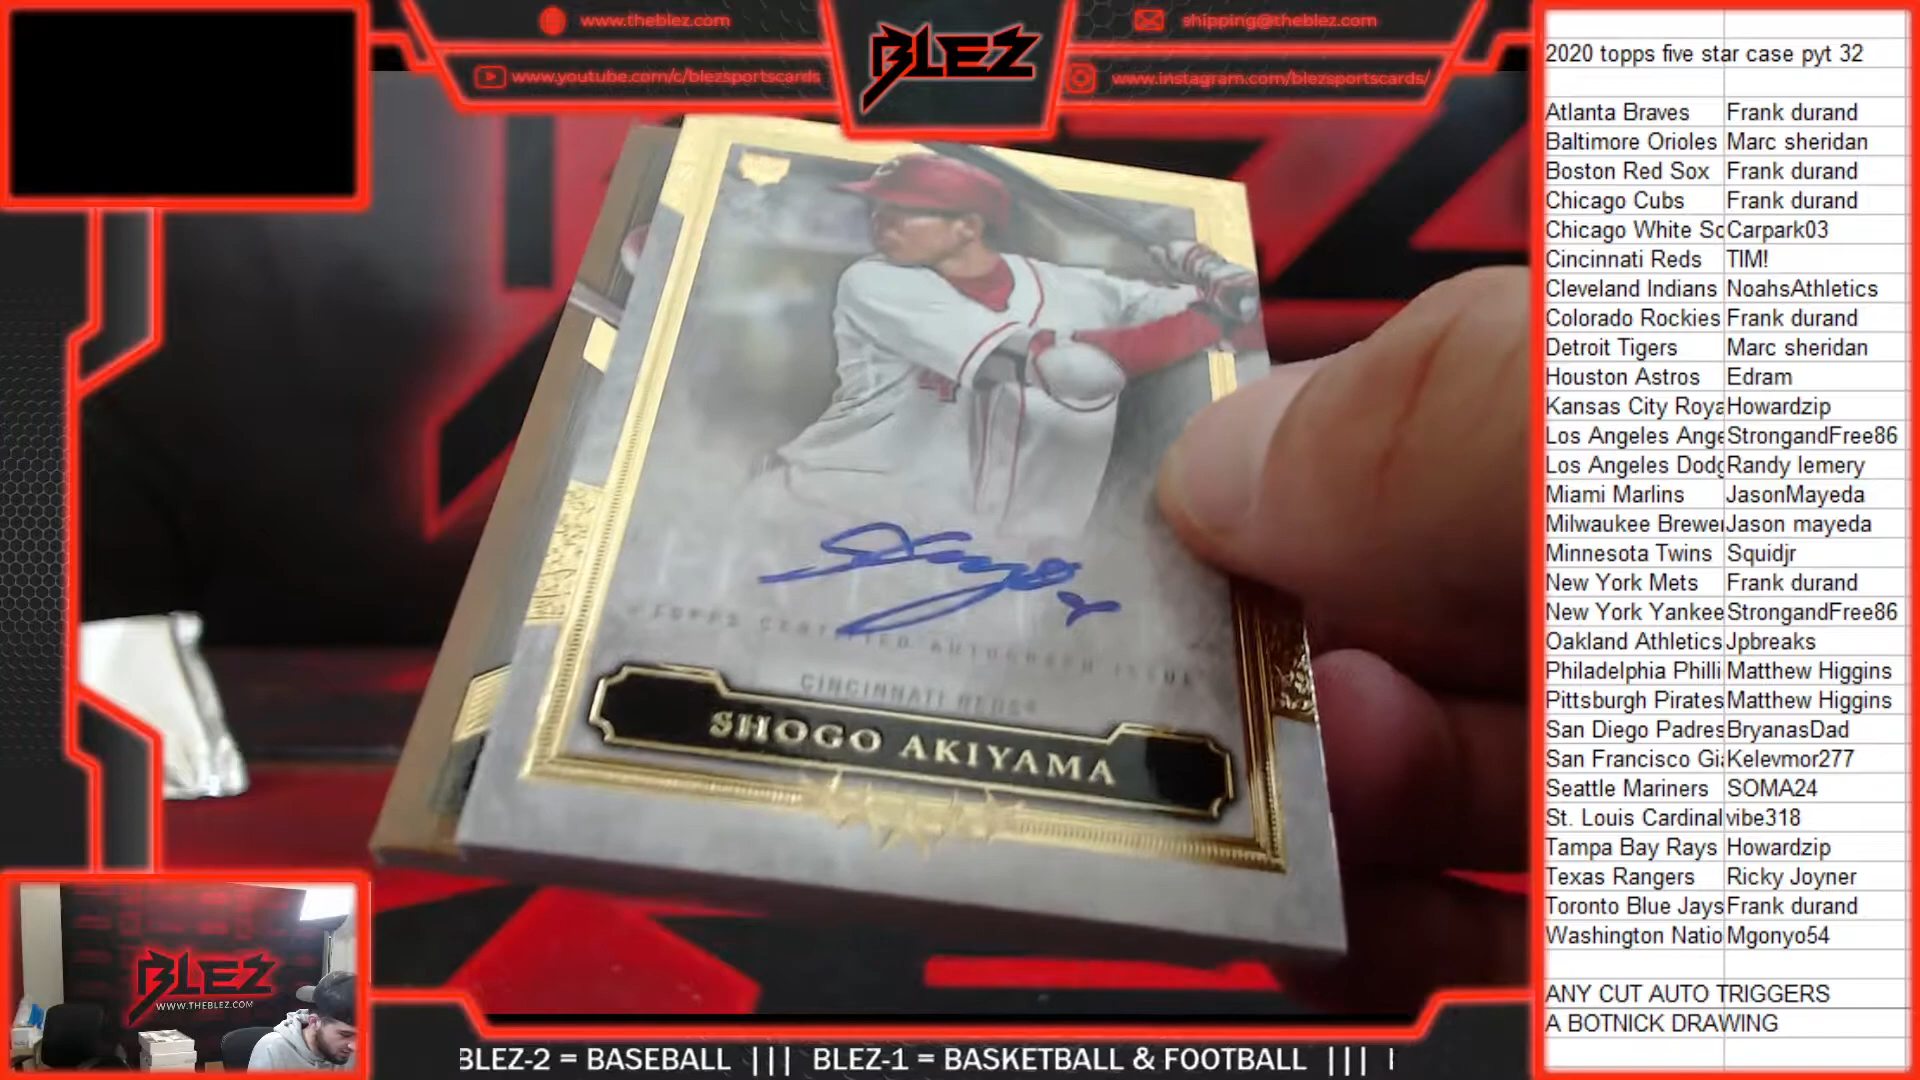 www.theblez.com
www.youtube.com/c/blezsportscards
BLEZ
shipping@theblez.com
www.instagram.com/blezsportscards/
TOPPS CERTIFIED AUTOGRAPH ISSUE
CINCINNATI REDS
SHOGO AKIYAMA
BLEZ
WWW.THEBLEZ.COM
BLEZ-2 = BASEBALL ||| BLEZ-1 = BASKETBALL & FOOTBALL |||
2020 topps five star case pyt 32
Atlanta Braves Frank durand
Baltimore Orioles Marc sheridan
Boston Red Sox Frank durand
Chicago Cubs Frank durand
Chicago White So Carpark03
Cincinnati Reds TIM!
Cleveland Indians NoahsAthletics
Colorado Rockies Frank durand
Detroit Tigers Marc sheridan
Houston Astros Edram
Kansas City Roya Howardzip
Los Angeles Ange StrongandFree86
Los Angeles Dodg Randy lemery
Miami Marlins JasonMayeda
Milwaukee Brewe Jason mayeda
Minnesota Twins Squidjr
New York Mets Frank durand
New York Yankee StrongandFree86
Oakland Athletics Jpbreaks
Philadelphia Philli Matthew Higgins
Pittsburgh Pirates Matthew Higgins
San Diego Padres BryanasDad
San Francisco Gia Kelevmor277
Seattle Mariners SOMA24
St. Louis Cardinal vibe318
Tampa Bay Rays Howardzip
Texas Rangers Ricky Joyner
Toronto Blue Jays Frank durand
Washington Natio Mgonyo54
ANY CUT AUTO TRIGGERS
A BOTNICK DRAWING